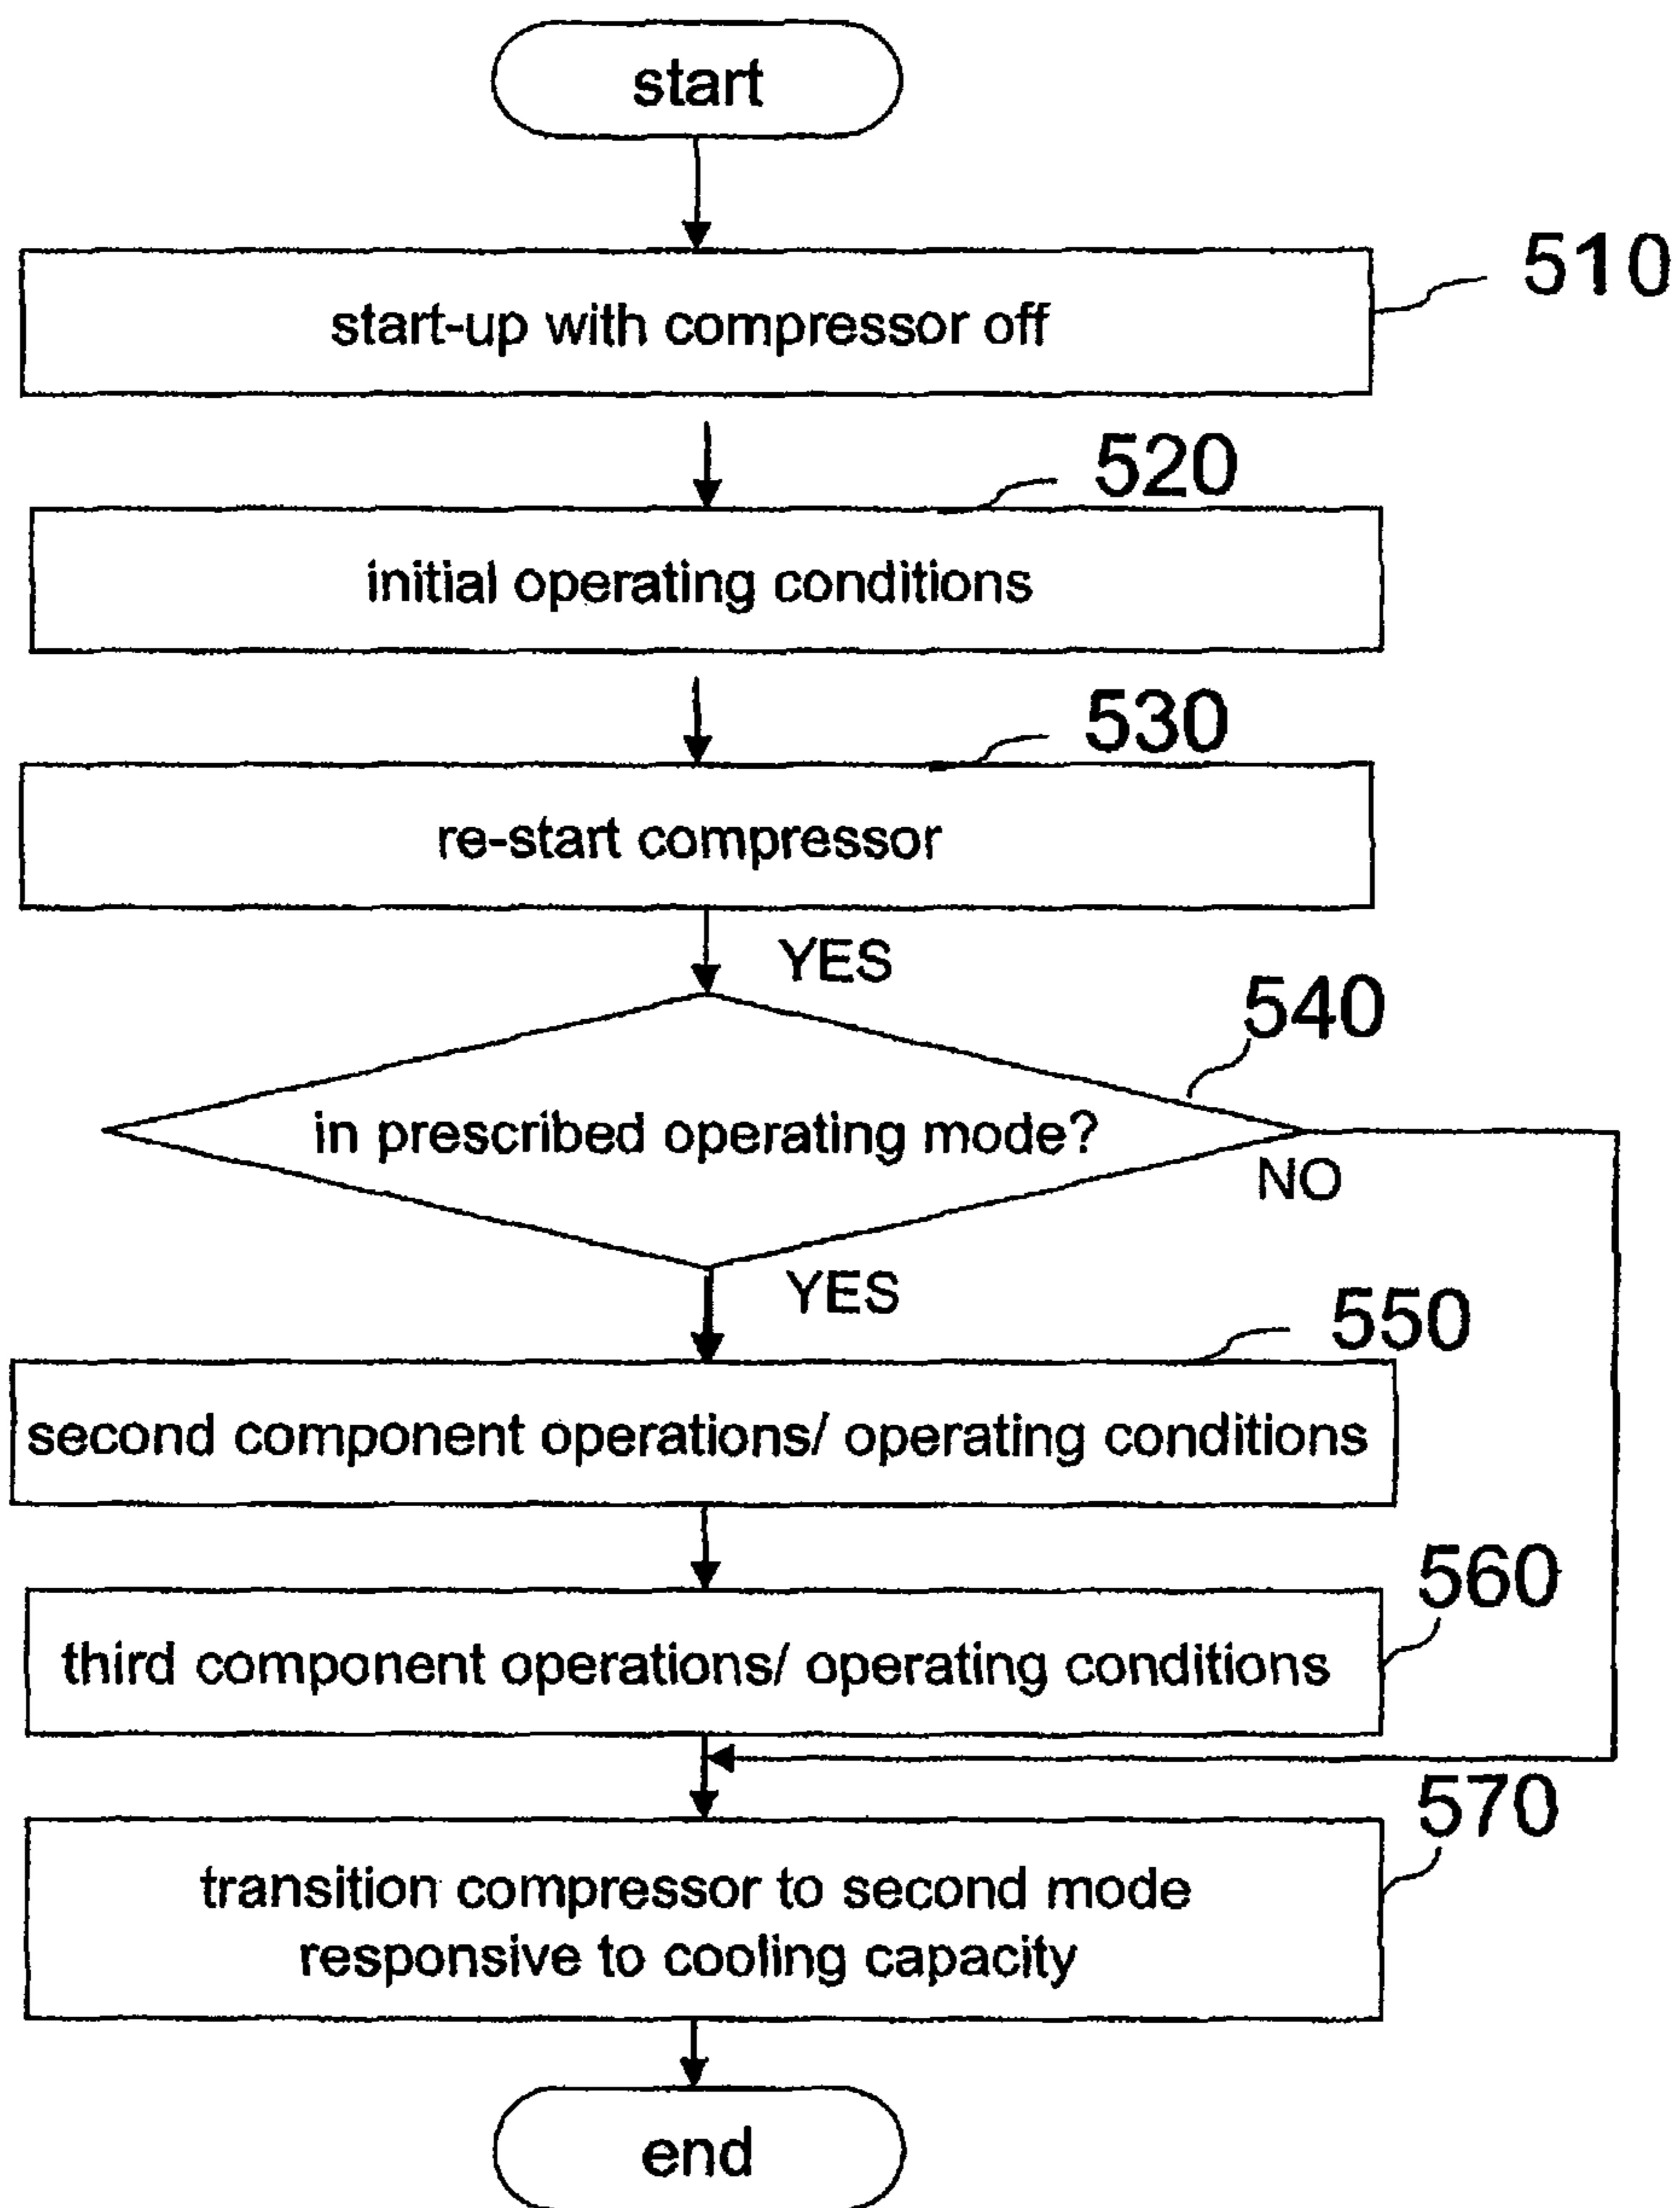 start
510
start-up with compressor off
520
initial operating conditions
530
re-start compressor
YES
540
in prescribed operating mode?
NO
YES
550
second component operations/ operating conditions
560
third component operations/ operating conditions
570
transition compressor to second mode
responsive to cooling capacity
end